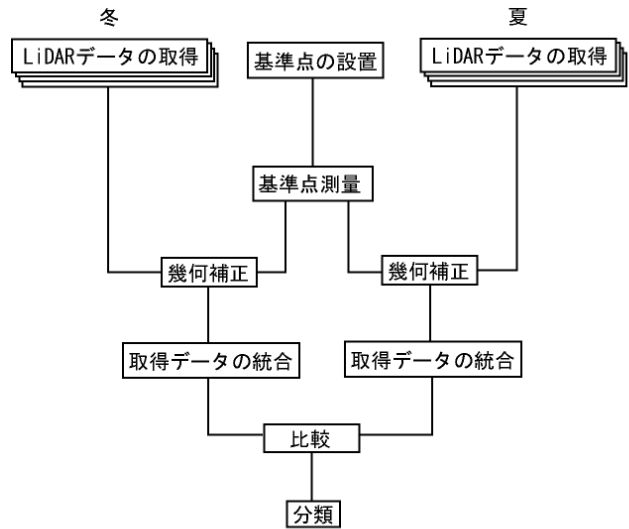 冬
夏
LiDARデータの取得
基準点の設置
LiDARデータの取得
基準点測量
幾何補正
幾何補正
取得データの統合
取得データの統合
比較
分類